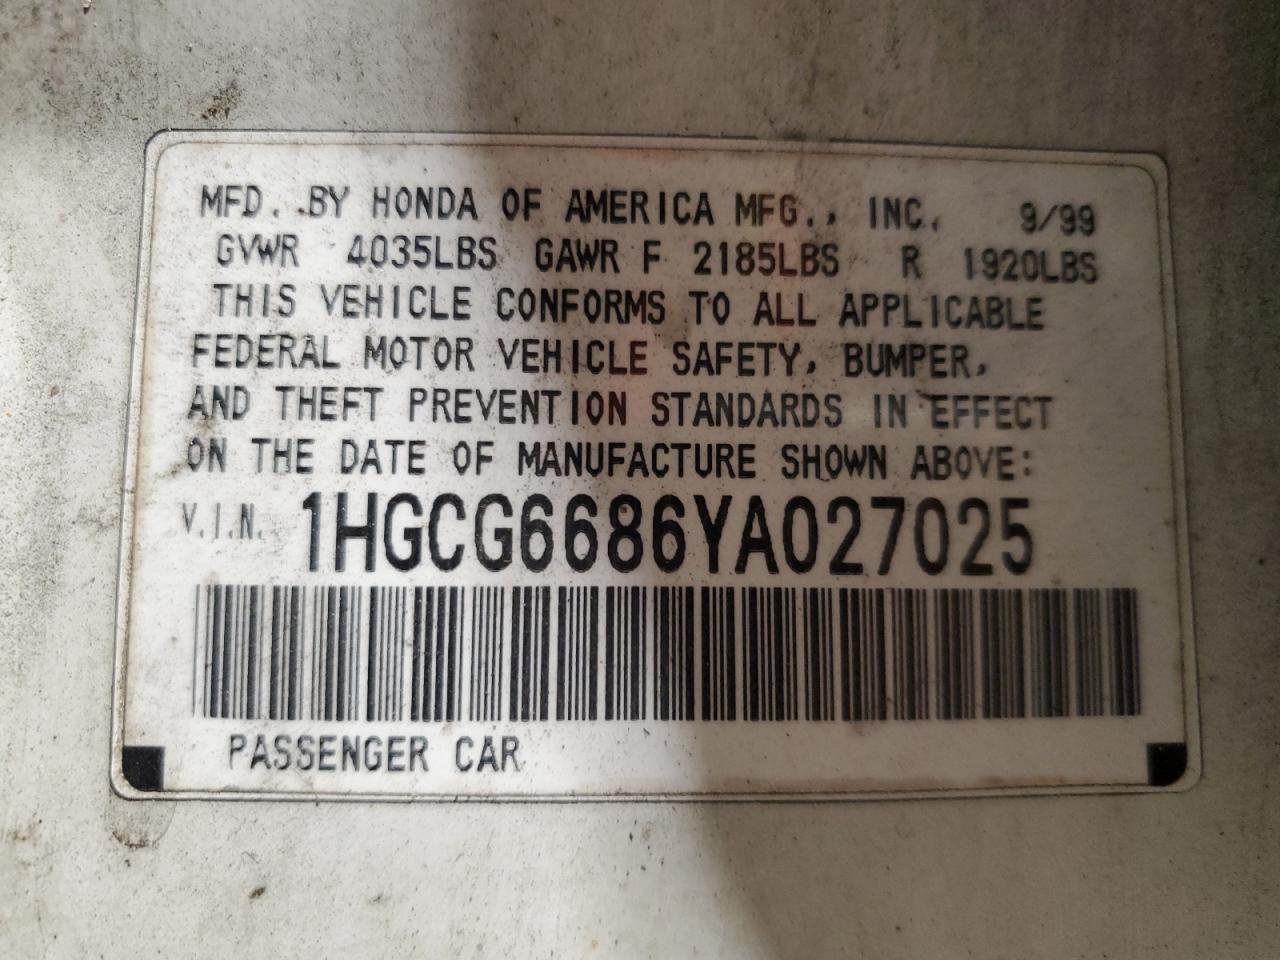 MFD. BY HONDA OF AMERICA MFG., INC. 9/99
GVWR 4035LBS GAWR F 2185LBS R 1920LBS
THIS VEHICLE CONFORMS TO ALL APPLICABLE
FEDERAL MOTOR VEHICLE SAFETY, BUMPER,
AND THEFT PREVENTION STANDARDS IN EFFECT
ON THE DATE OF MANUFACTURE SHOWN ABOVE:
V.I.N. 1HGCG6686YA027025
PASSENGER CAR